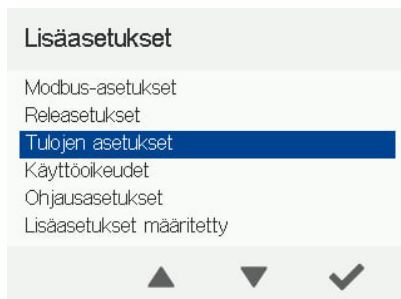 Lisäasetukset
Modbus-asetukset
Releasetukset
Tulojen asetukset
Käyttöoikeudet
Ohjausasetukset
Lisäasetukset määritetty